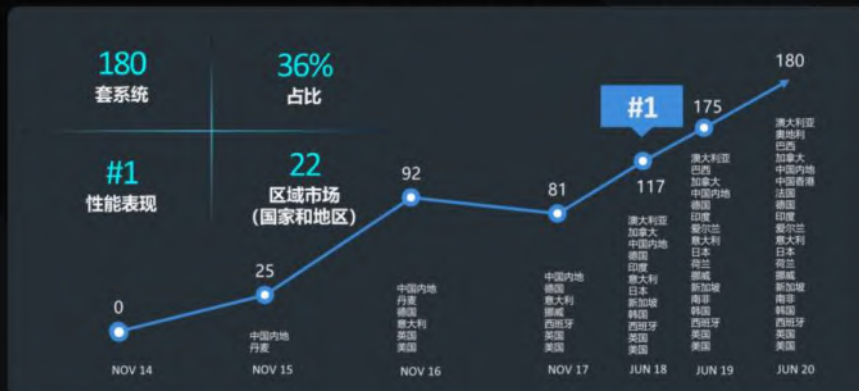 180
套系统
36%
占比
#1
性能表现
22
区域市场
(国家和地区)
0
NOV 14
25
中国内地
丹麦
NOV 15
92
中国内地
丹麦
德国
意大利
英国
美国
NOV 16
81
中国内地
德国
意大利
挪威
西班牙
英国
美国
NOV 17
#1
117
澳大利亚
加拿大
中国内地
德国
印度
意大利
日本
新加坡
韩国
西班牙
英国
美国
JUN 18
175
澳大利亚
巴西
加拿大
中国内地
德国
印度
爱尔兰
意大利
日本
荷兰
挪威
新加坡
南非
韩国
西班牙
英国
美国
JUN 19
180
澳大利亚
奥地利
巴西
加拿大
中国内地
中国香港
法国
德国
印度
爱尔兰
意大利
日本
荷兰
挪威
新加坡
南非
韩国
西班牙
英国
美国
JUN 20